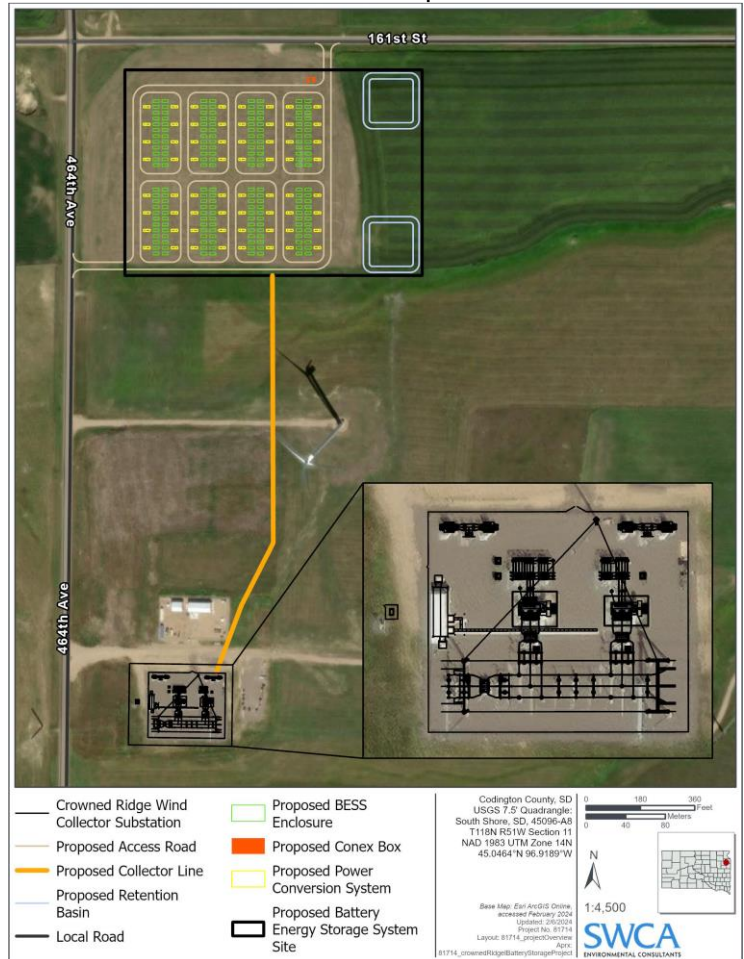 161st St
464th Ave
464th Ave
Crowned Ridge Wind
Collector Substation
Proposed Access Road
Proposed Collector Line
Proposed Retention
Basin
Local Road
Proposed BESS
Enclosure
Proposed Conex Box
Proposed Power
Conversion System
Proposed Battery
Energy Storage System
Site
Codington County, SD
USGS 7.5' Quadrangle:
South Shore, SD, 45096-A8
T118N R51W Section 11
NAD 1983 UTM Zone 14N
45.0464°N 96.9189°W
Base Map: Esri ArcGIS Online,
accessed February 2024
Updated: 2/6/2024
Project No. 81714
Layout: 81714_projectOverview
Aprx:
81714_crownedRidgeBatteryStorageProject
0 180 360
Feet
Meters
0 40 80
N
1:4,500
SWCA
ENVIRONMENTAL CONSULTANTS